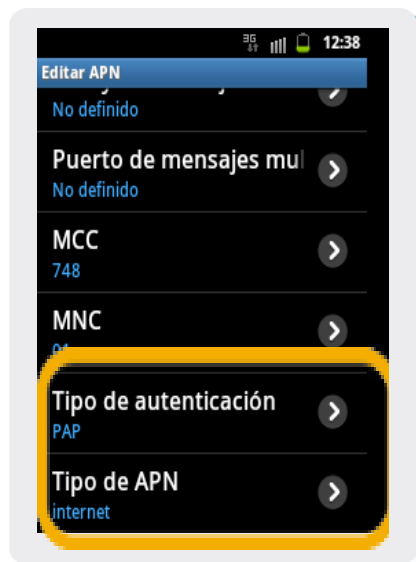 3G 12:38
Editar APN
No definido
Puerto de mensajes mul
No definido
MCC
748
MNC
Tipo de autenticación
PAP
Tipo de APN
internet